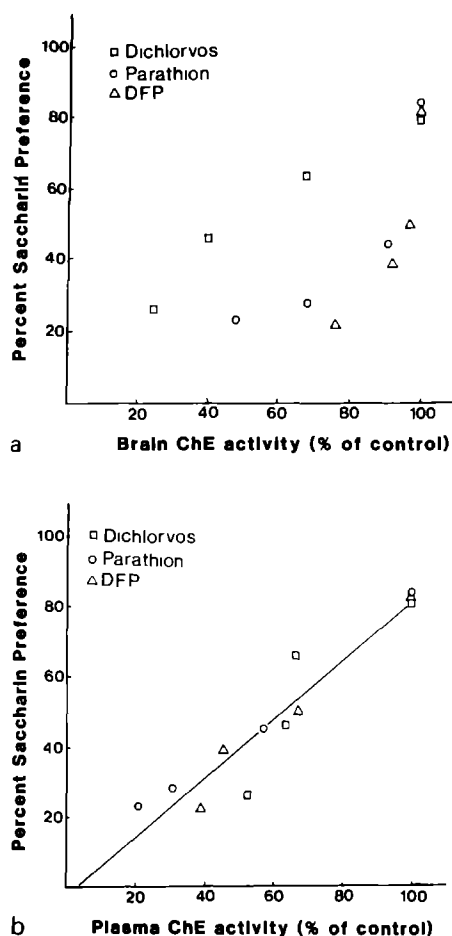 100
80
60
40
20
Percent Saccharin Preference
□ Dichlorvos
○ Parathion
△ DFP
20 40 60 80 100
a Brain ChE activity (% of control)
100
80
60
40
20
Percent Saccharin Preference
□ Dichlorvos
○ Parathion
△ DFP
20 40 60 80 100
b Plasma ChE activity (% of control)